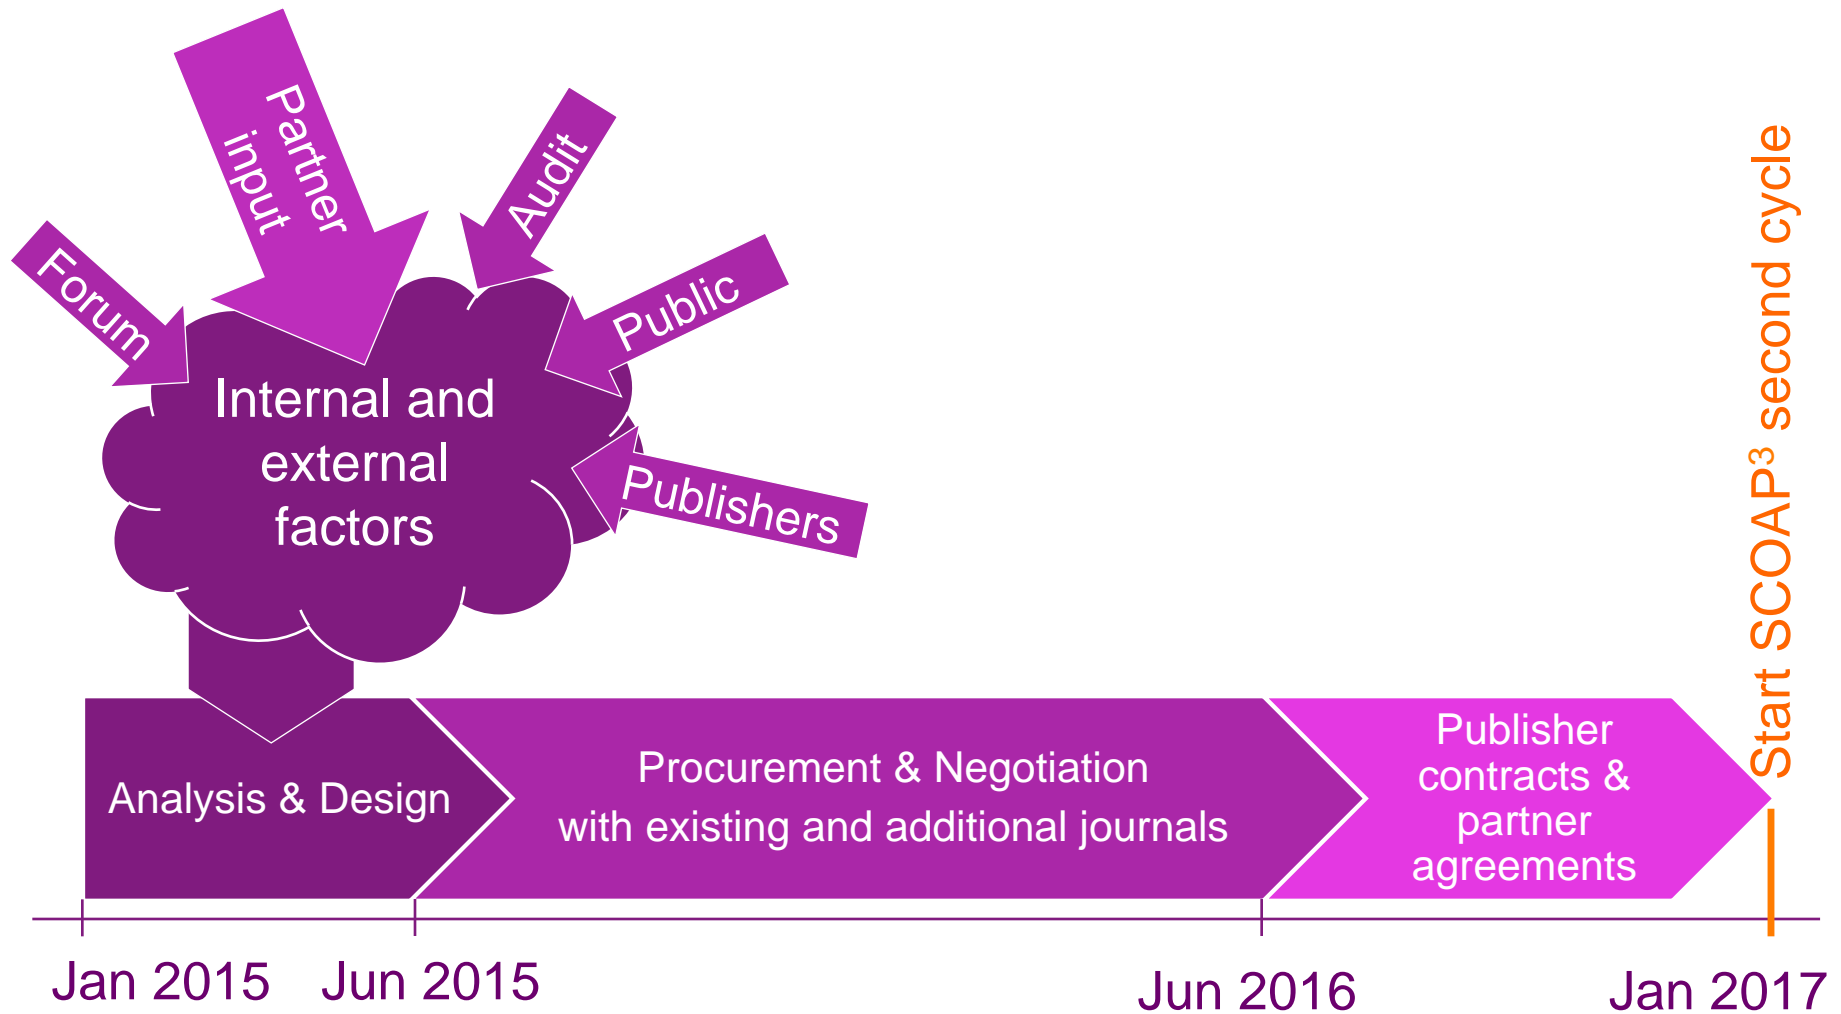 Partner
input
Audit
Forum
Public
Internal and
external
factors
Publishers
Start SCOAP³ second cycle
Analysis & Design
Procurement & Negotiation
with existing and additional journals
Publisher
contracts &
partner
agreements
Jan 2015
Jun 2015
Jun 2016
Jan 2017